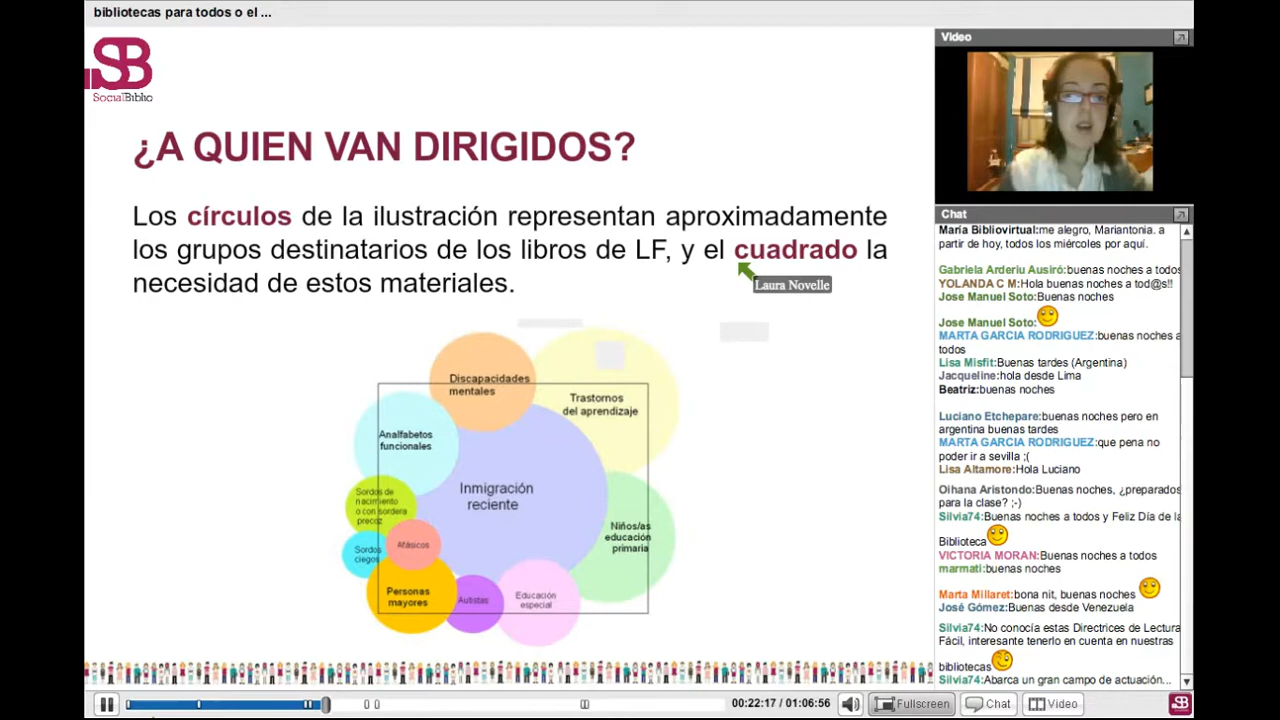 bibliotecas para todos o el ...
SB
SocialBiblio
¿A QUIEN VAN DIRIGIDOS?
Los círculos de la ilustración representan aproximadamente
los grupos destinatarios de los libros de LF, y el cuadrado la
necesidad de estos materiales.
Laura Novelle
Discapacidades
mentales
Trastornos
del aprendizaje
Analfabetos
funcionales
Inmigración
reciente
Sordos de
nacimiento
o con sordera
precoz
Niños/as
educación
primaria
Afásicos
Sordos
ciegos
Personas
mayores
Autistas
Educación
especial
Video
Chat
María Bibliovirtual:me alegro, Mariantonia. a
partir de hoy, todos los miércoles por aquí.
Gabriela Arderiu Ausiró:buenas noches a todos
YOLANDA C M:Hola buenas noches a tod@s!!
Jose Manuel Soto:Buenas noches
Jose Manuel Soto:
MARTA GARCIA RODRIGUEZ:buenas noches a
todos
Lisa Misfit:Buenas tardes (Argentina)
Jacqueline:hola desde Lima
Beatriz:buenas noches
Luciano Etchepare:buenas noches pero en
argentina buenas tardes
MARTA GARCIA RODRIGUEZ:que pena no
poder ir a sevilla ;(
Lisa Altamore:Hola Luciano
Oihana Aristondo:Buenas noches, ¿preparados
para la clase? ;-)
Silvia74:Buenas noches a todos y Feliz Día de la
Biblioteca
VICTORIA MORAN:Buenas noches a todos
marmati:buenas noches
Marta Millaret:bona nit, buenas noches
José Gómez:Buenas desde Venezuela
Silvia74:No conocía estas Directrices de Lectura
Fácil, interesante tenerlo en cuenta en nuestras
bibliotecas
Silvia74:Abarca un gran campo de actuación...
00:22:17 / 01:06:56
Fullscreen
Chat
Video
SB